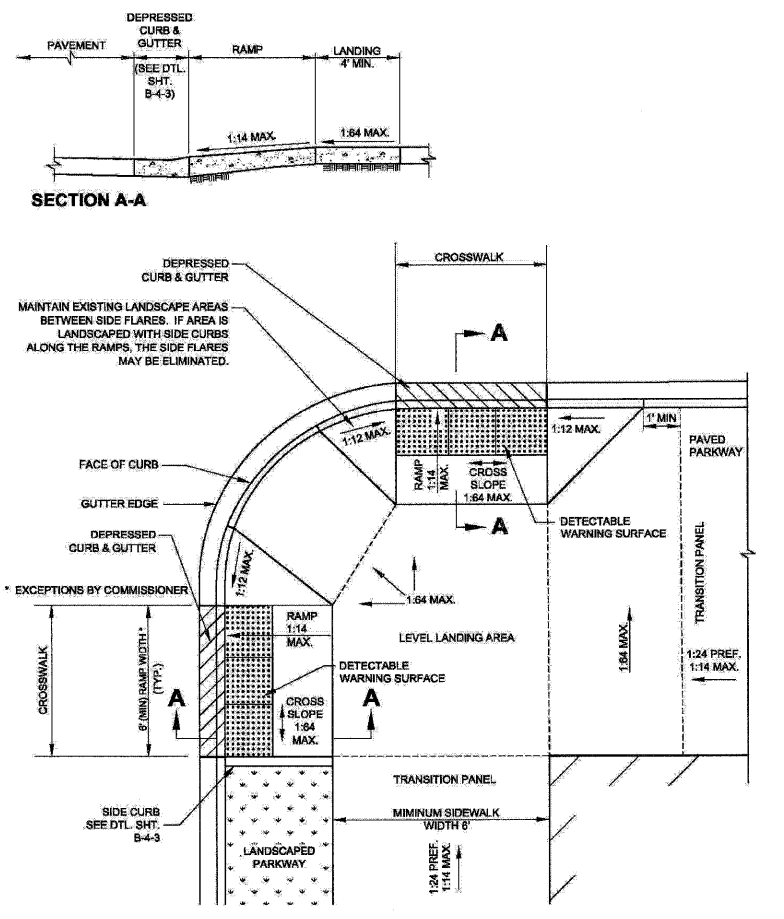 DEPRESSED
CURB &
GUTTER
PAVEMENT
RAMP
LANDING
4' MIN.
(SEE DTL.
SHT.
B-4-3)
1:14 MAX.
1:64 MAX.
SECTION A-A
DEPRESSED
CURB & GUTTER
CROSSWALK
MAINTAIN EXISTING LANDSCAPE AREAS
BETWEEN SIDE FLARES. IF AREA IS
LANDSCAPED WITH SIDE CURBS
ALONG THE RAMPS, THE SIDE FLARES
MAY BE ELIMINATED.
A
1:12 MAX.
RAMP
1:14
MAX.
CROSS
SLOPE
1:64 MAX.
1:12 MAX.
1' MIN
PAVED
PARKWAY
FACE OF CURB
GUTTER EDGE
A
DETECTABLE
WARNING SURFACE
DEPRESSED
CURB & GUTTER
* EXCEPTIONS BY COMMISSIONER
1:12 MAX.
1:64 MAX.
RAMP
1:14
MAX.
LEVEL LANDING AREA
1:64 MAX.
TRANSITION PANEL
1:24 PREF.
1:14 MAX.
CROSSWALK
6' (MIN) RAMP WIDTH *
(TYP.)
DETECTABLE
WARNING SURFACE
A
CROSS
SLOPE
1:64
MAX.
A
TRANSITION PANEL
SIDE CURB
SEE DTL. SHT.
B-4-3
MIMINUM SIDEWALK
WIDTH 6'
LANDSCAPED
PARKWAY
1:24 PREF.
1:14 MAX.